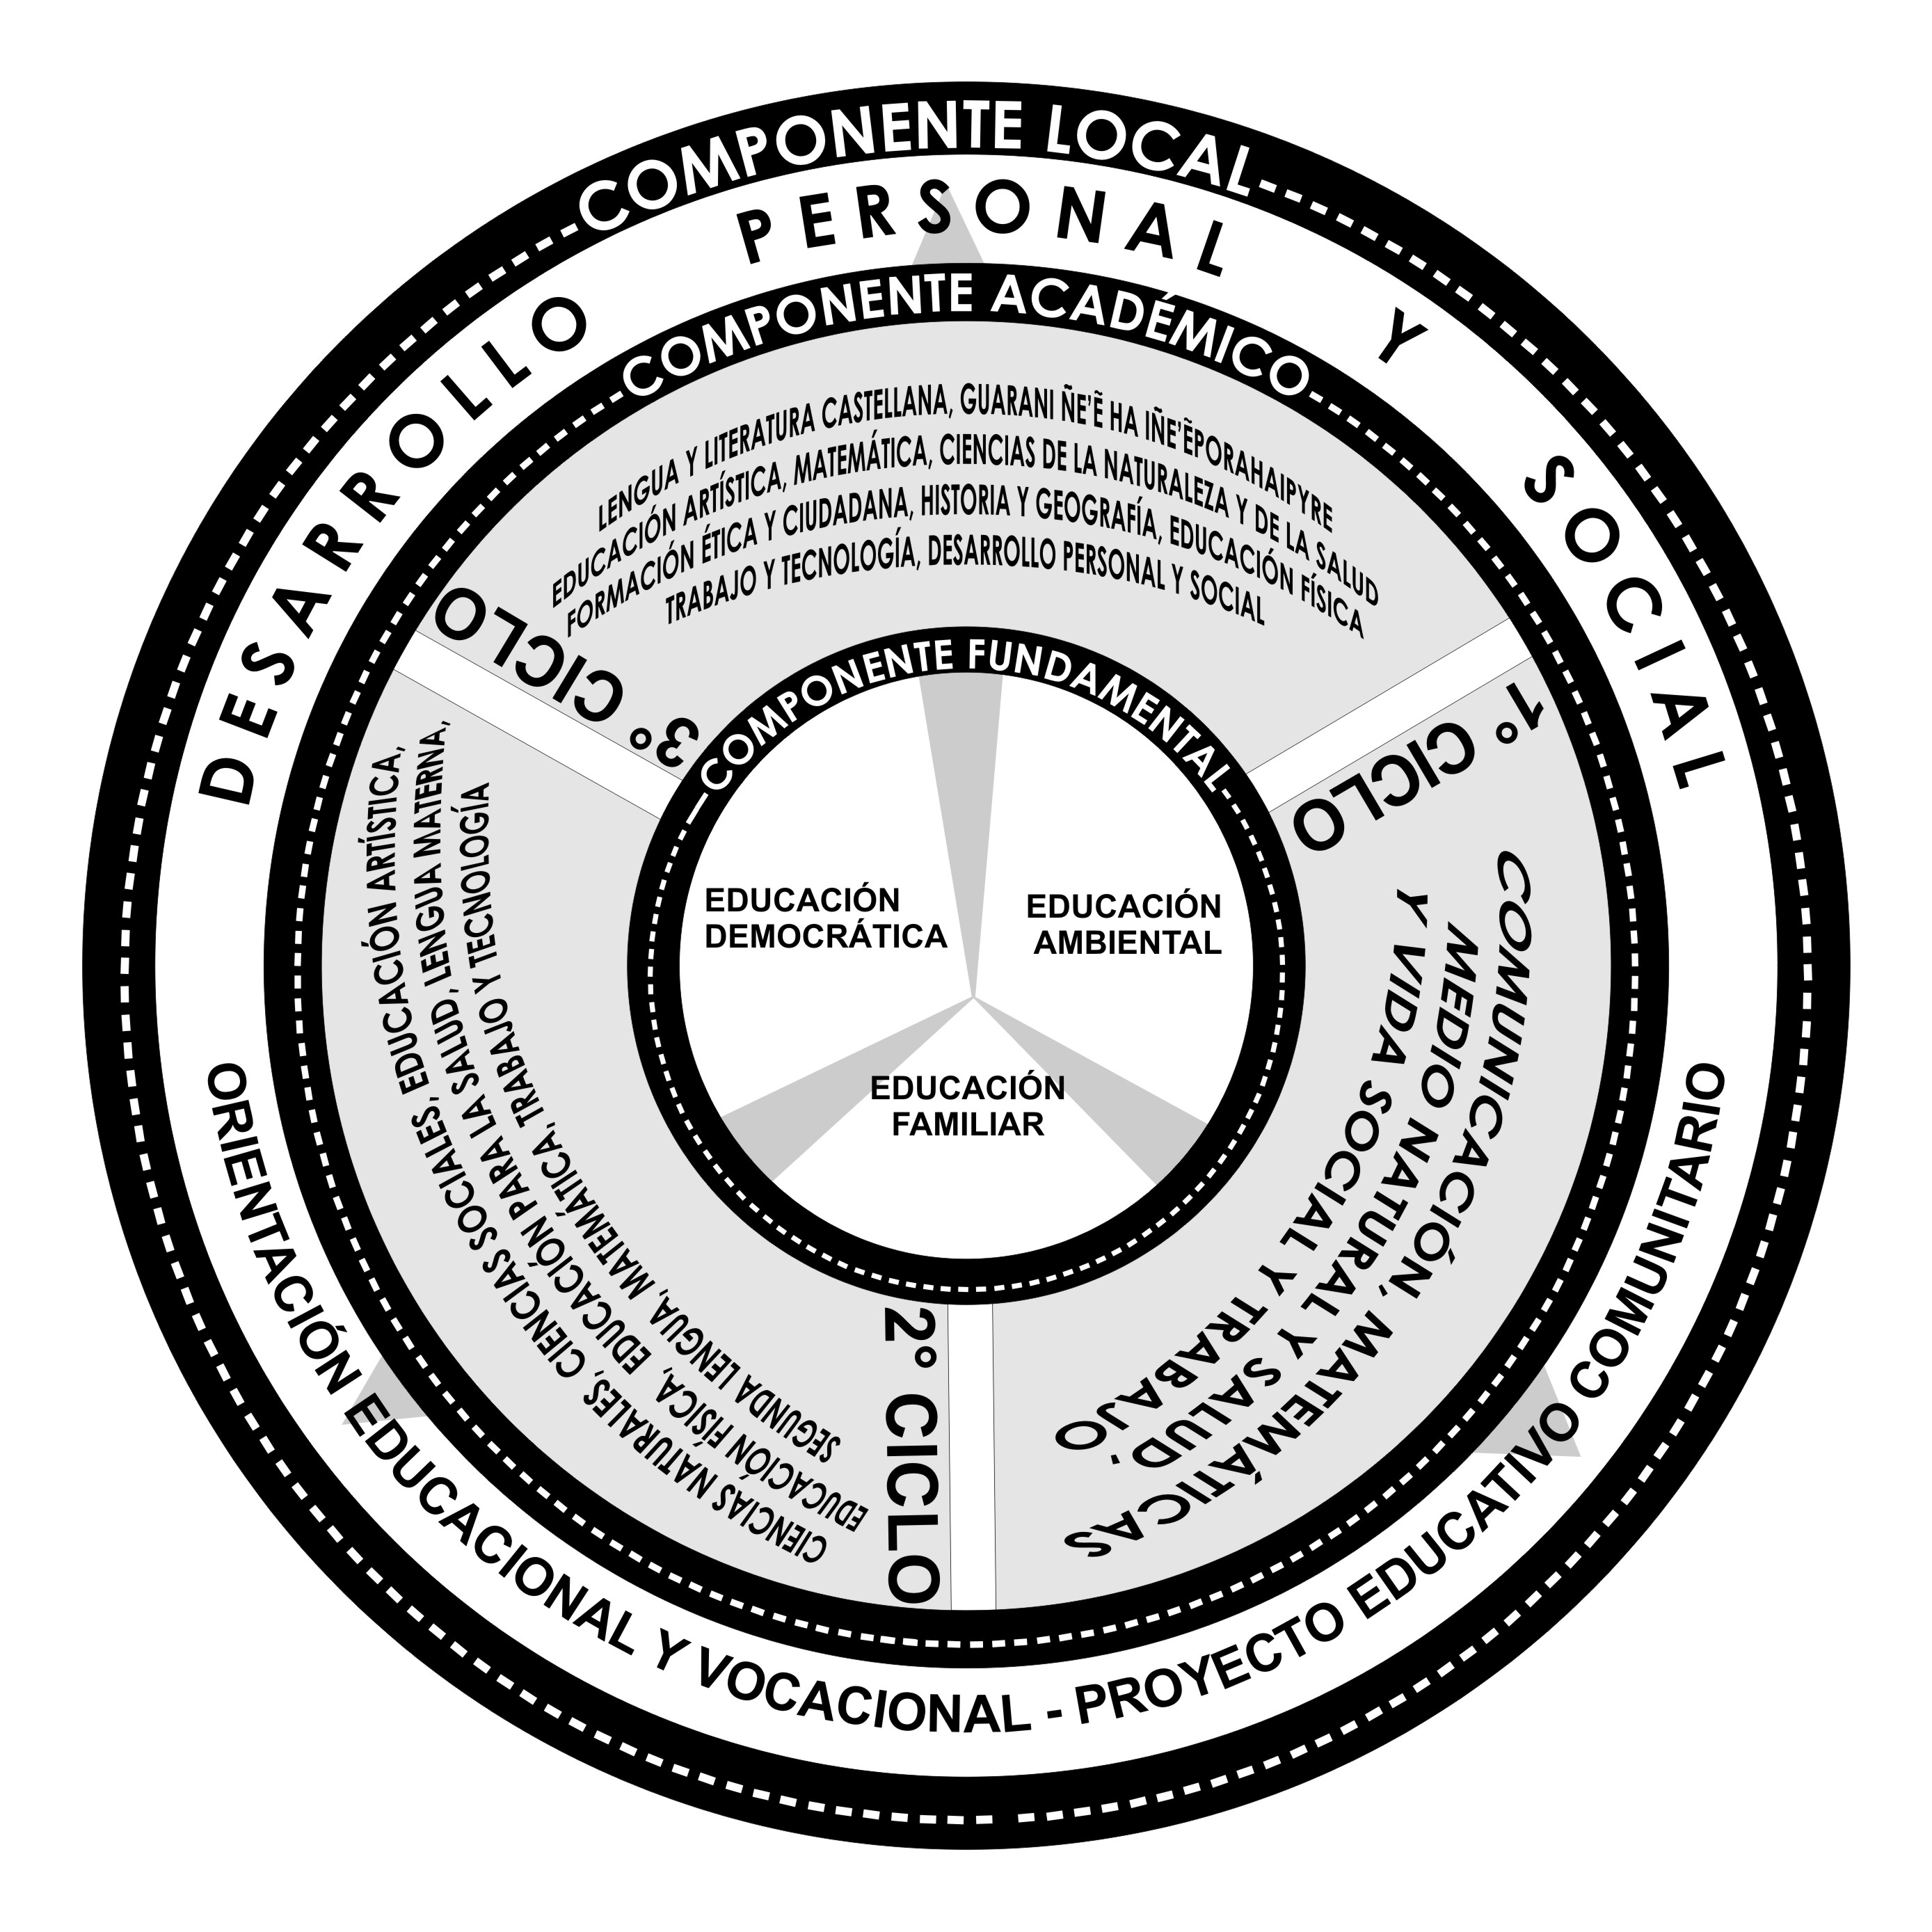 COMPONENTE LOCAL
DESARROLLO PERSONAL Y SOCIAL
COMPONENTE ACADÉMICO
LENGUA Y LITERATURA CASTELLANA, GUARANI ÑE'Ẽ HA IÑE'ẼPORAHAIPYRE
EDUCACIÓN ARTÍSTICA, MATEMÁTICA, CIENCIAS DE LA NATURALEZA Y DE LA SALUD
FORMACIÓN ÉTICA Y CIUDADANA, HISTORIA Y GEOGRAFÍA, EDUCACIÓN FÍSICA
TRABAJO Y TECNOLOGÍA, DESARROLLO PERSONAL Y SOCIAL
3° CICLO
COMPONENTE FUNDAMENTAL
EDUCACIÓN
DEMOCRÁTICA
EDUCACIÓN
AMBIENTAL
EDUCACIÓN
FAMILIAR
CICLO
COMUNICACIÓN, MATEMÁTICAS
MEDIO NATURAL Y SALUD
Y VIDA SOCIAL Y TRABAJO.
2° CICLO
CIENCIAS NATURALES, CIENCIAS SOCIALES, EDUCACIÓN ARTÍSTICA,
EDUCACIÓN FÍSICA, EDUCACIÓN PARA LA SALUD, LENGUA MATERNA,
SEGUNDA LENGUA, MATEMÁTICA, TRABAJO Y TECNOLOGÍA
ORIENTACIÓN EDUCACIONAL Y VOCACIONAL - PROYECTO EDUCATIVO COMUNITARIO